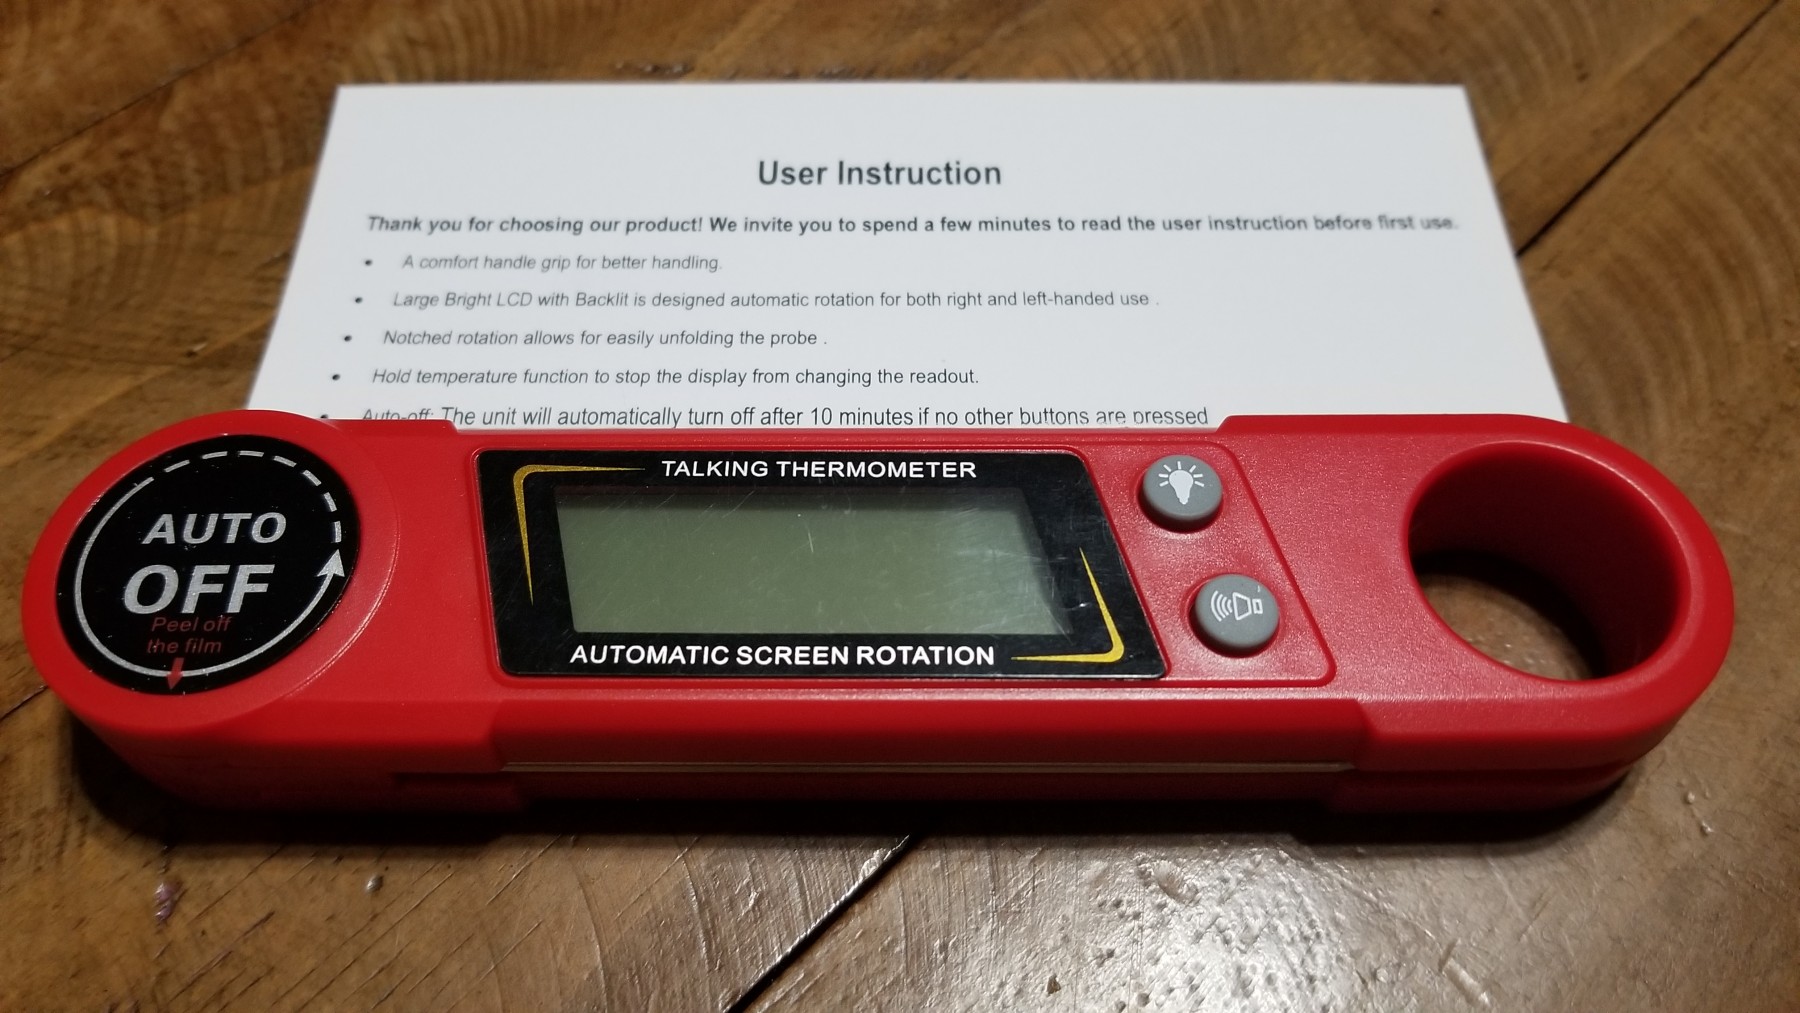 User Instruction
Thank you for choosing our product! We invite you to spend a few minutes to read the user instruction before first use.
• A comfort handle grip for better handling.
• Large Bright LCD with Backlit is designed automatic rotation for both right and left-handed use .
• Notched rotation allows for easily unfolding the probe .
• Hold temperature function to stop the display from changing the readout.
• Auto-off: The unit will automatically turn off after 10 minutes if no other buttons are pressed
TALKING THERMOMETER
AUTO
OFF
Peel off
the film
AUTOMATIC SCREEN ROTATION